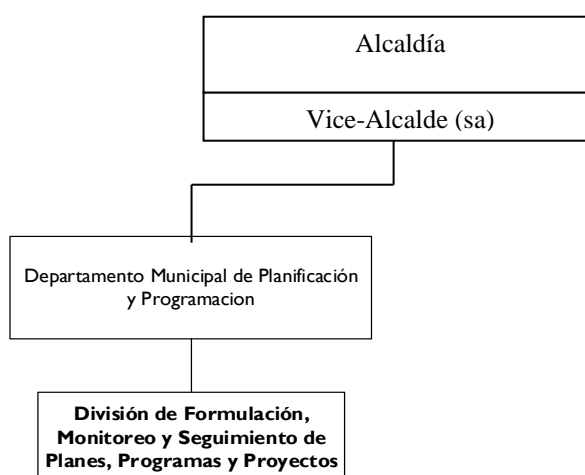 Alcaldía
Vice-Alcalde (sa)
Departamento Municipal de Planificación
y Programacion
División de Formulación,
Monitoreo y Seguimiento de
Planes, Programas y Proyectos